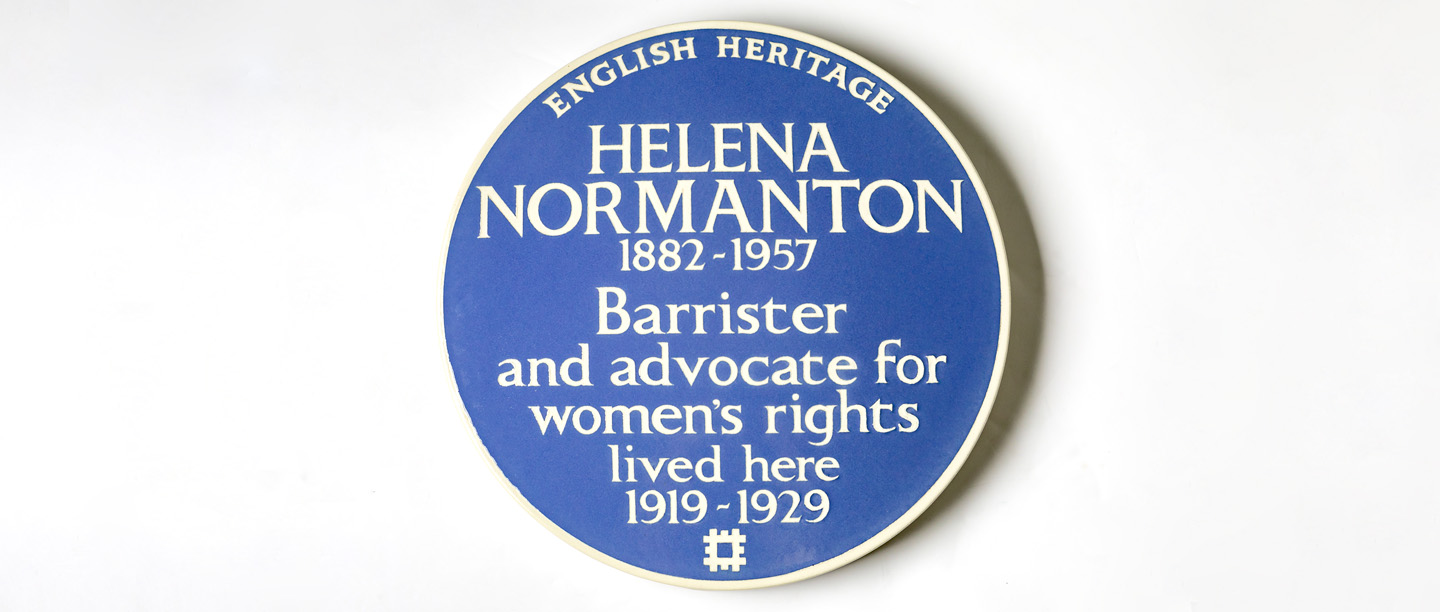 ENGLISH HERITAGE
HELENA
NORMANTON
1882-1957
Barrister
and advocate for
women's rights
lived here
1919-1929